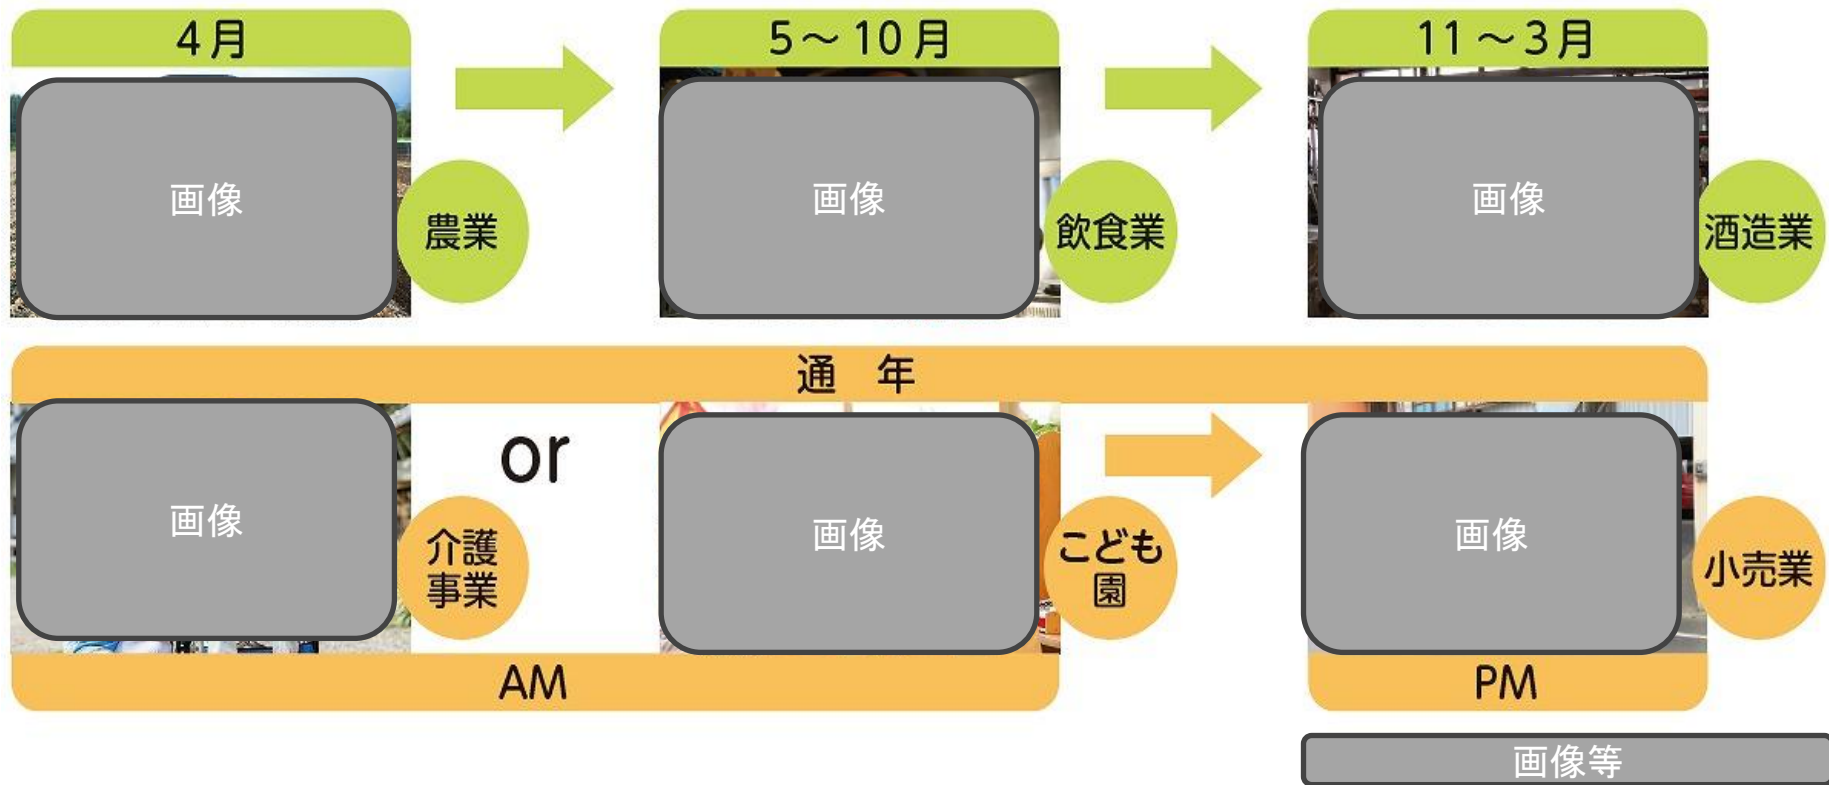 4月
5～10月
11～3月
画像
農業
画像
飲食業
画像
酒造業
通 年
画像
or
介護
事業
画像
こども
園
画像
小売業
AM
PM
画像等